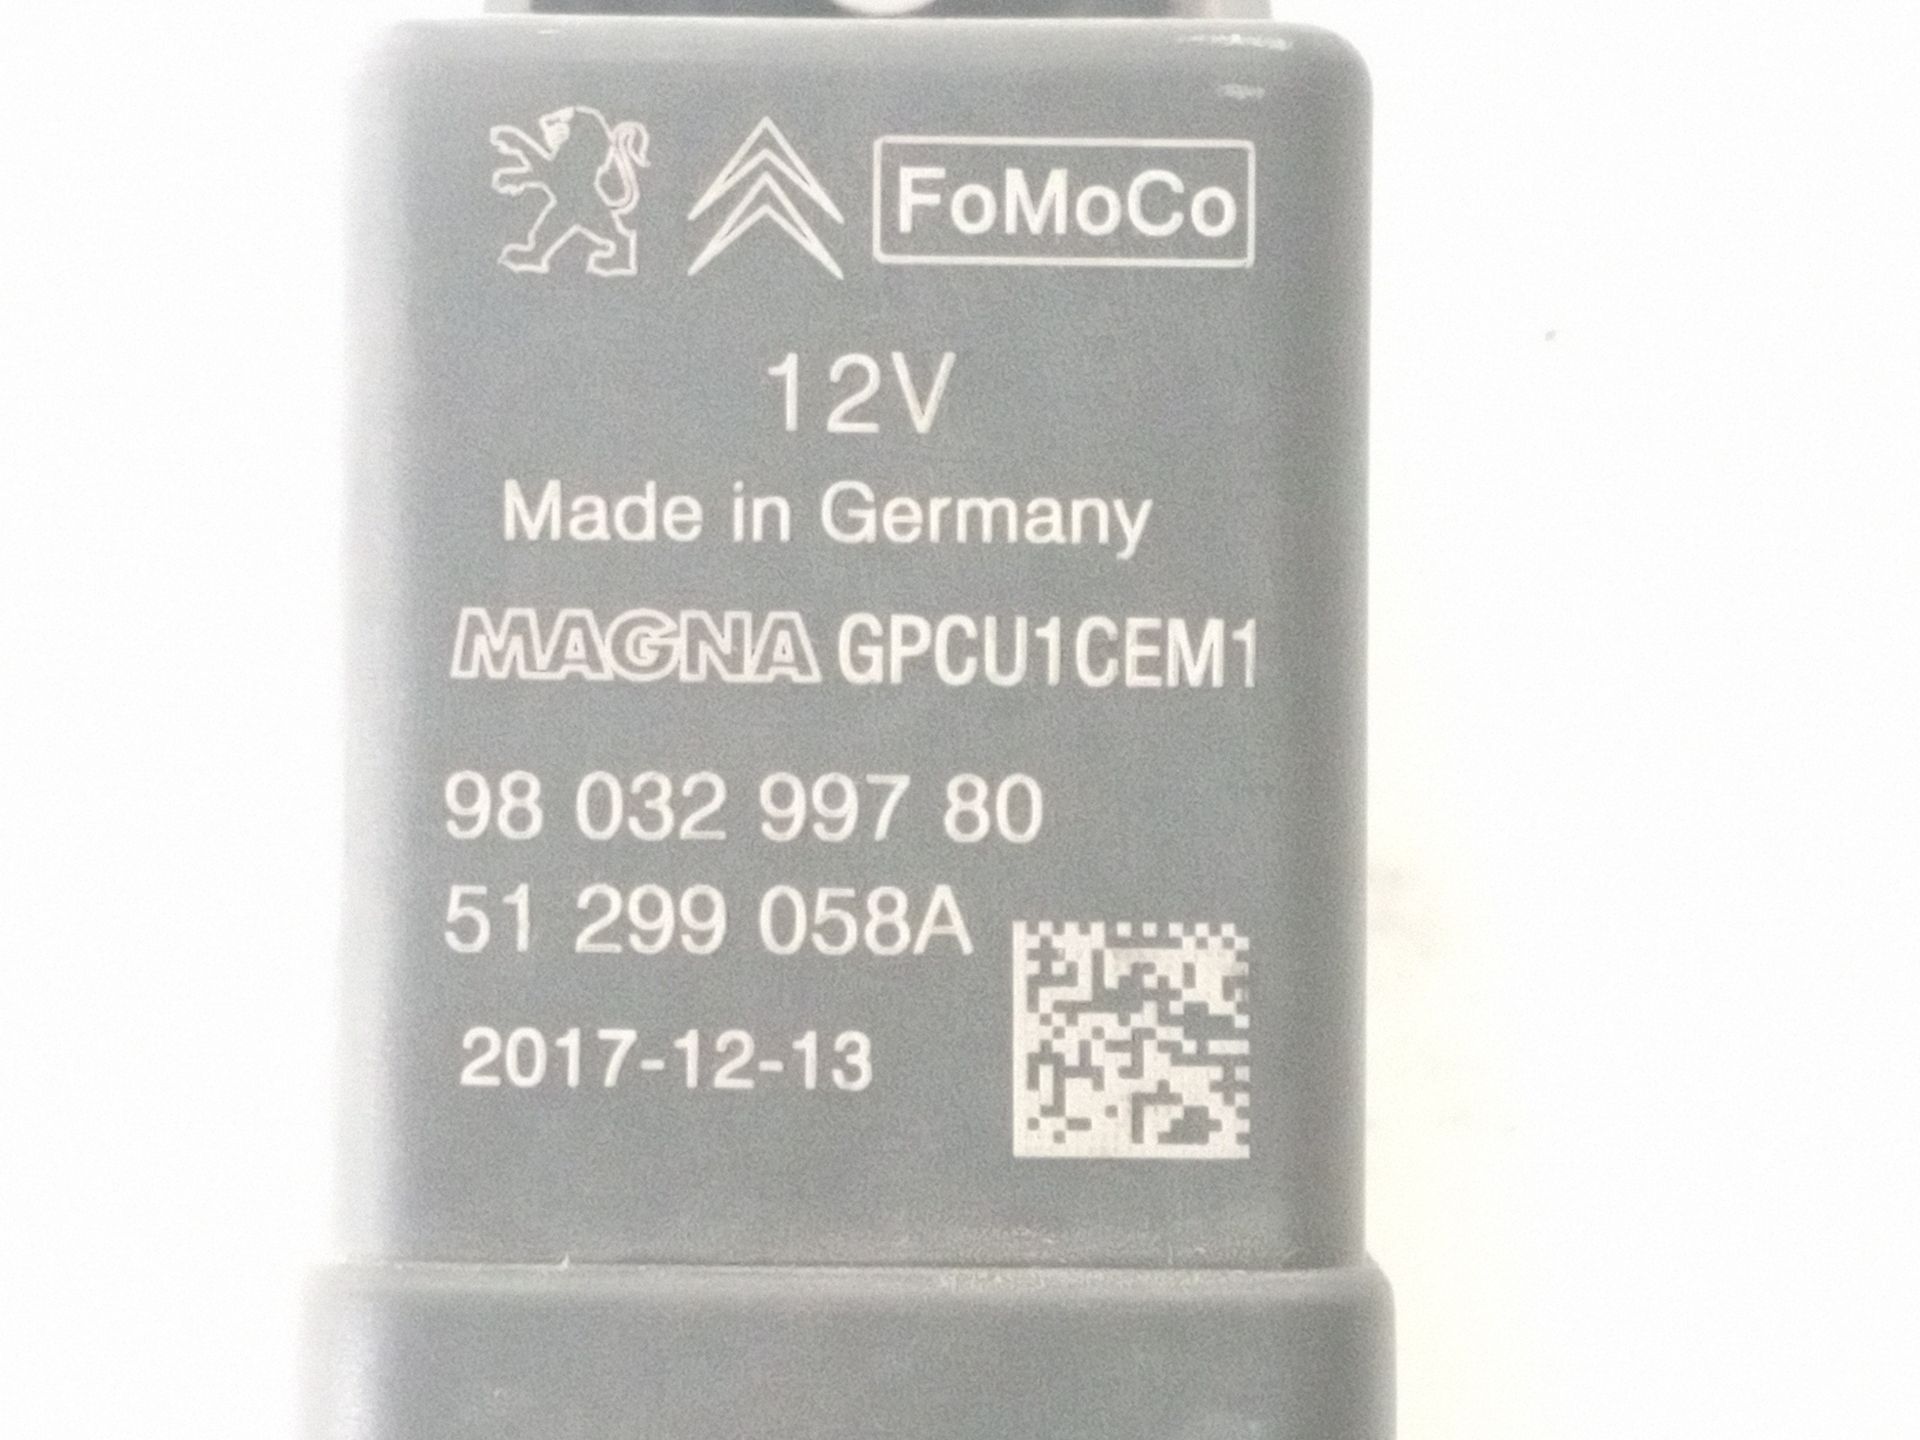 FoMoCo
12V
Made in Germany
MAGNA GPCU1CEM1
98 032 997 80
51 299 058A
2017-12-13